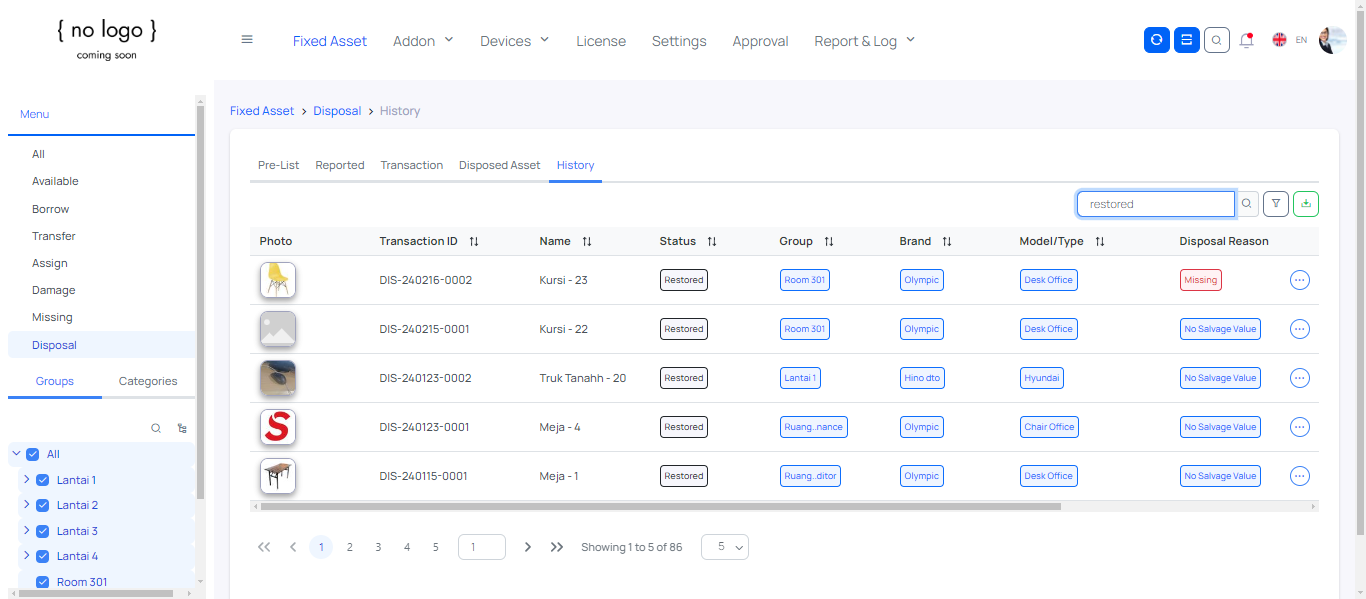 { no logo }
coming soon
Fixed Asset Addon Devices License Settings Approval Report & Log EN
Menu
All
Available
Borrow
Transfer
Assign
Damage
Missing
Disposal
Groups Categories
All
Lantai 1
Lantai 2
Lantai 3
Lantai 4
Room 301
Fixed Asset > Disposal > History
Pre-List Reported Transaction Disposed Asset History
restored
Photo Transaction ID Name Status Group Brand Model/Type Disposal Reason
DIS-240216-0002 Kursi - 23 Restored Room 301 Olympic Desk Office Missing
DIS-240215-0001 Kursi - 22 Restored Room 301 Olympic Desk Office No Salvage Value
DIS-240123-0002 Truk Tanahh - 20 Restored Lantai 1 Hino dto Hyundai No Salvage Value
DIS-240123-0001 Meja - 4 Restored Ruang..nance Olympic Chair Office No Salvage Value
DIS-240115-0001 Meja - 1 Restored Ruang..ditor Olympic Desk Office No Salvage Value
1 2 3 4 5 1 Showing 1 to 5 of 86 5